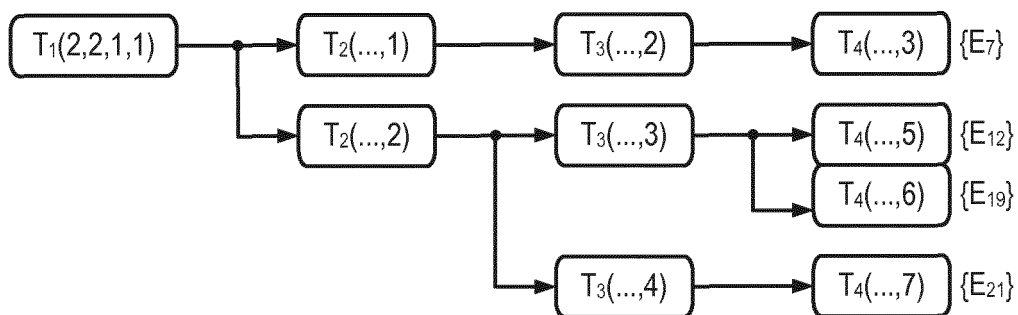 T₁(2,2,1,1) T₂(...,1) T₃(...,2) T₄(...,3) {E₇}
T₂(...,2) T₃(...,3) T₄(...,5) {E₁₂}
T₄(...,6) {E₁₉}
T₃(...,4) T₄(...,7) {E₂₁}